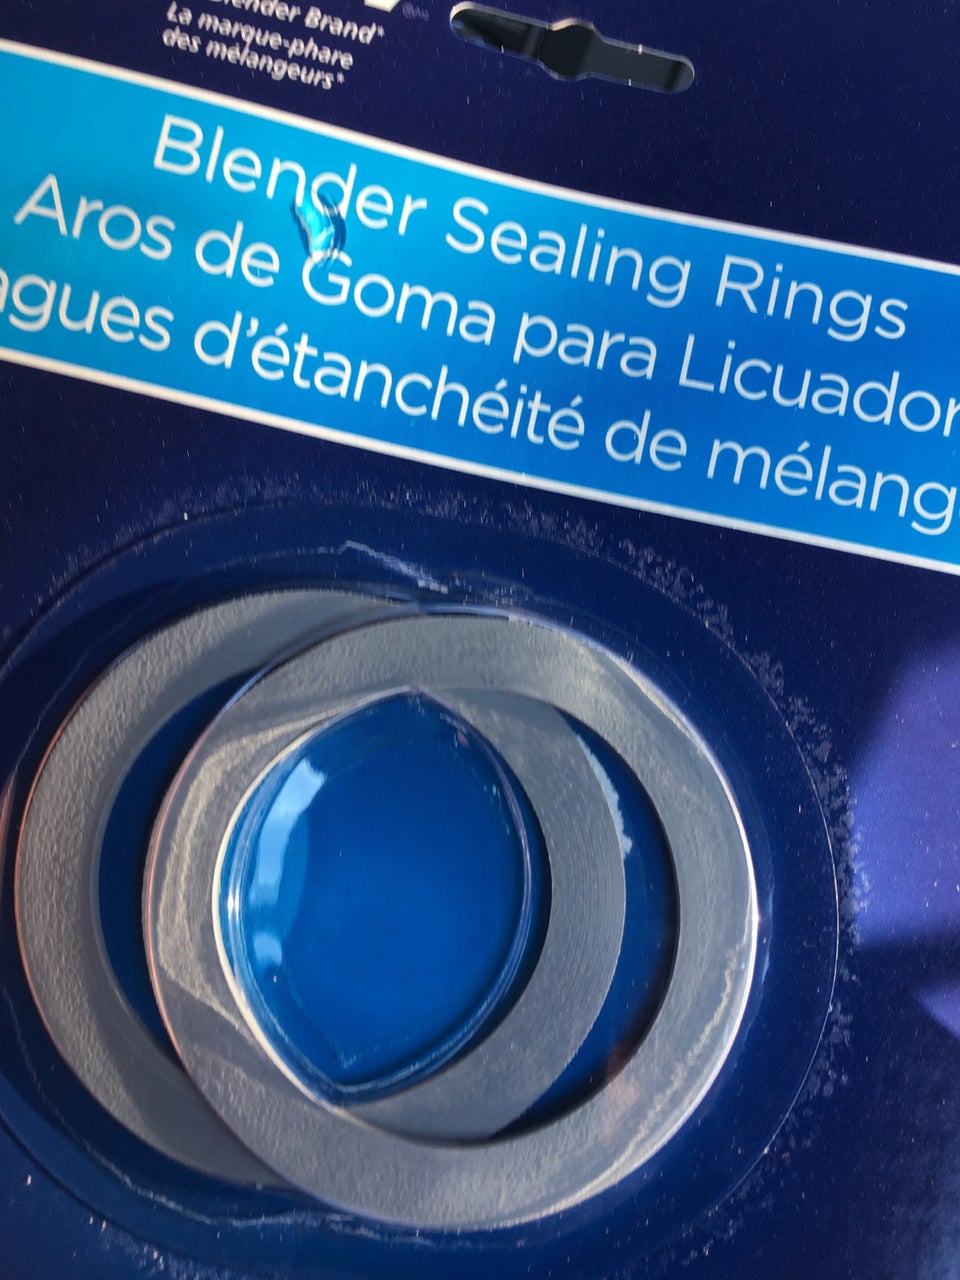 Blender Brand*
La marque-phare
des mélangeurs*
Blender Sealing Rings
Aros de Goma para Licuador
agues d'étanchéité de mélang